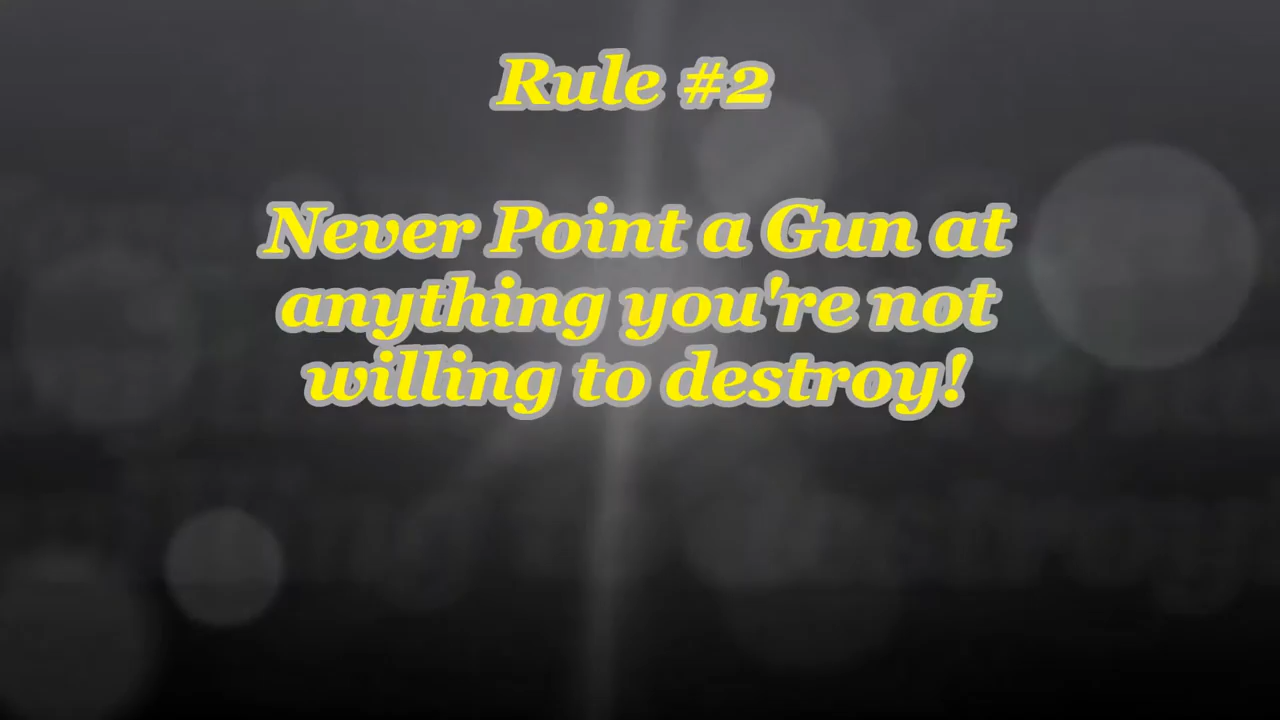 Rule #2
Never Point a Gun at
anything you're not
willing to destroy!